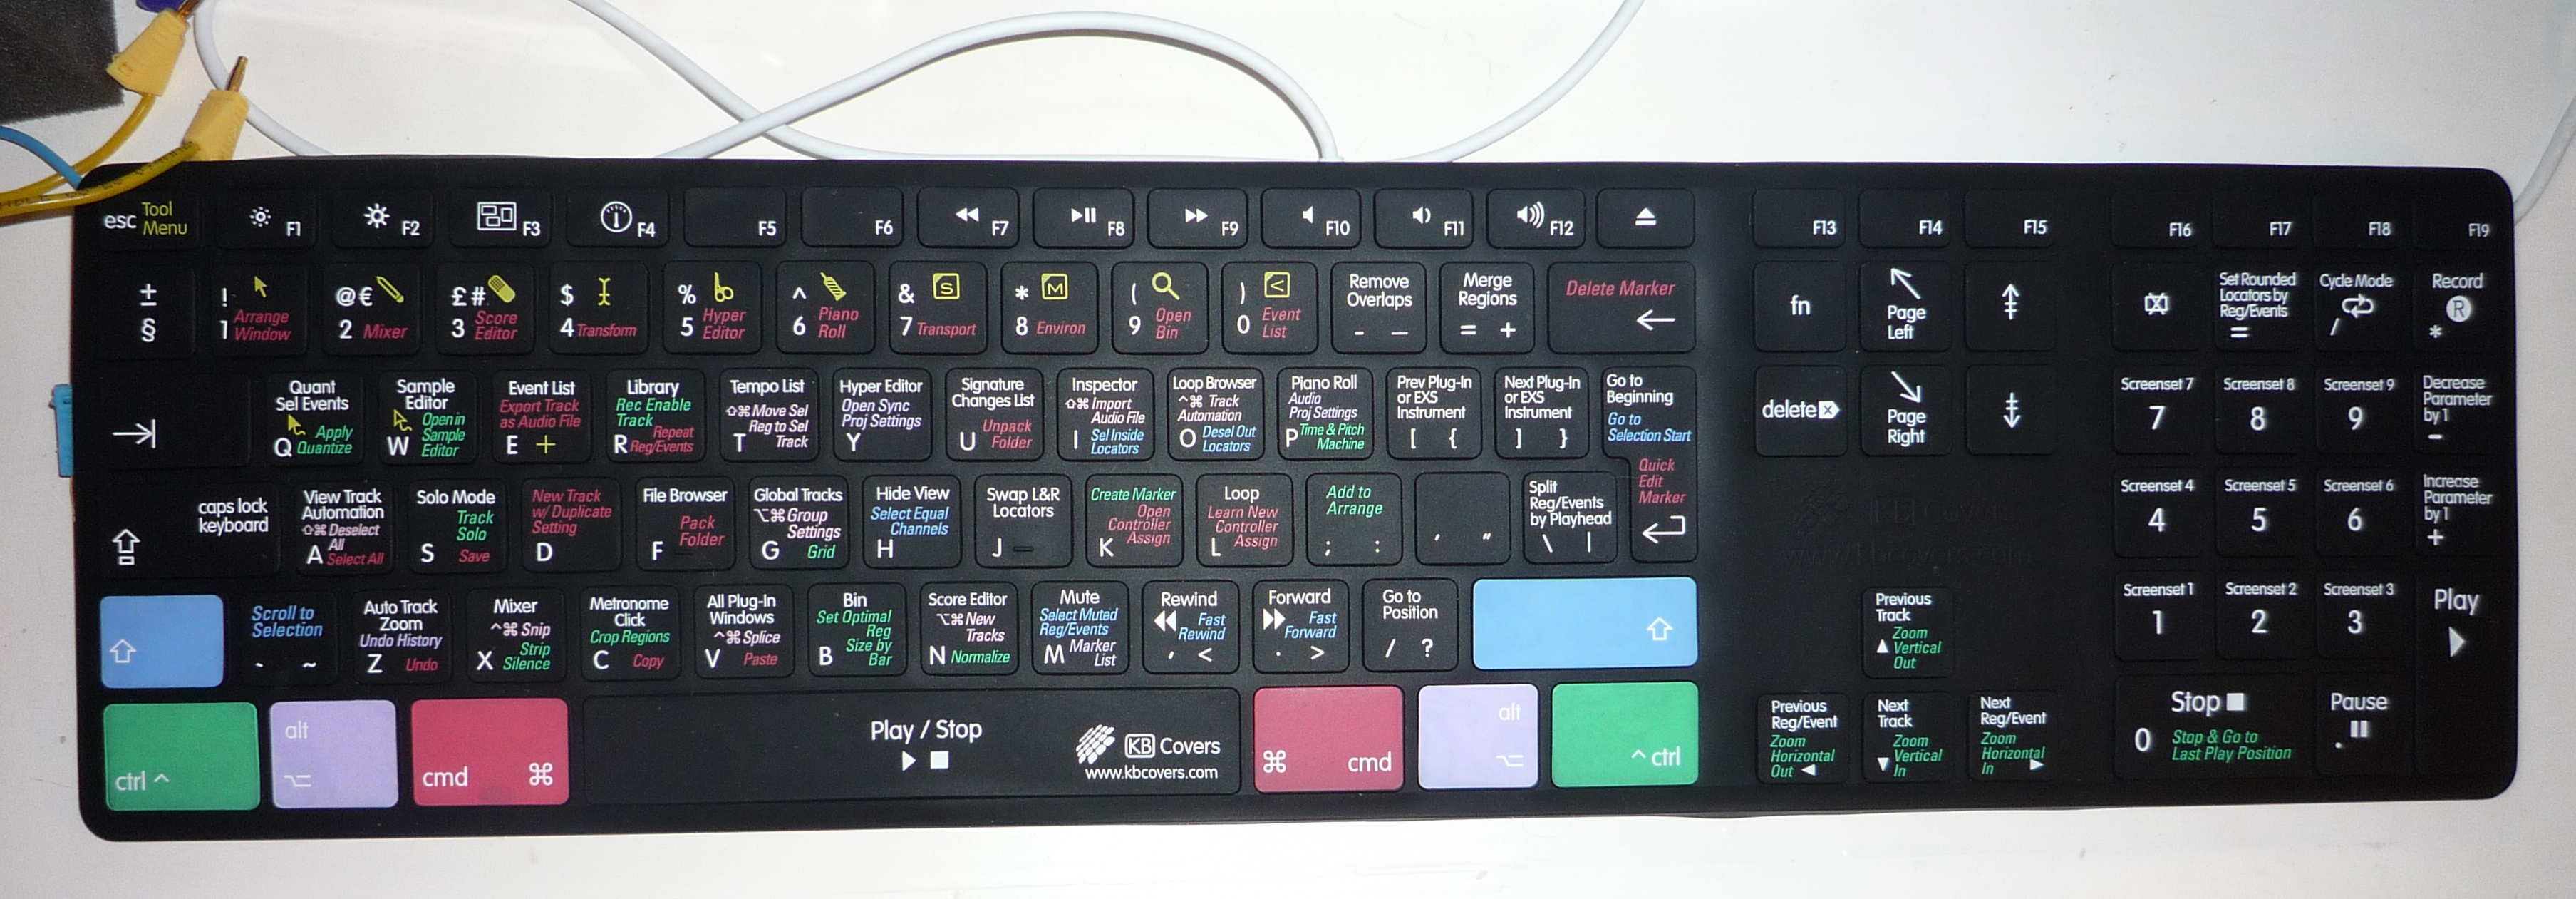 esc Tool Menu
F1
F2
F3
F4
F5
F6
F7
F8
F9
F10
F11
F12
F13
F14
F15
F16
F17
F18
F19
± §
! 1 Arrange Window
@€ 2 Mixer
£# 3 Score Editor
$ 4 Transform
% 5 Hyper Editor
^ 6 Piano Roll
& 7 S Transport
* 8 M Environ
( 9 Open Bin
) 0 < Event List
Remove Overlaps - —
Merge Regions = +
Delete Marker ←
fn
Page Left
Set Rounded Locators by Reg/Events =
Cycle Mode /
Record R *
Quant Sel Events Q Apply Quantize
Sample Editor W Open in Sample Editor
Event List Export Track as Audio File E +
Library Rec Enable Track R Repeat Reg/Events
Tempo List ⇧⌘ Move Sel Reg to Sel Track T
Hyper Editor Open Sync Proj Settings Y
Signature Changes List U Unpack Folder
Inspector ⇧⌘ Import Audio File I Sel Inside Locators
Loop Browser ^⌘ Track Automation O Desel Out Locators
Piano Roll Audio Proj Settings P Time & Pitch Machine
Prev Plug-In or EXS Instrument [ {
Next Plug-In or EXS Instrument ] }
Go to Beginning Go to Selection Start Quick Edit Marker
delete
Page Right
Screenset 7 7
Screenset 8 8
Screenset 9 9
Decrease Parameter by 1 -
caps lock keyboard
View Track Automation ⇧⌘ Deselect All A Select All
Solo Mode Track Solo S Save
New Track w/ Duplicate Setting D
File Browser F Pack Folder
Global Tracks ⌥⌘ Group Settings G Grid
Hide View Select Equal Channels H
Swap L&R Locators J
Create Marker Open Controller Assign K
Loop Learn New Controller Assign L
Add to Arrange ; :
' "
Split Reg/Events by Playhead \ |
Screenset 4 4
Screenset 5 5
Screenset 6 6
Increase Parameter by 1 +
Scroll to Selection ` ~
Auto Track Zoom Undo History Z Undo
Mixer ^⌘ Snip X Strip Silence
Metronome Click Crop Regions C Copy
All Plug-In Windows ^⌘ Splice V Paste
Bin Set Optimal Reg Size by Bar B
Score Editor ⌥⌘ New Tracks N Normalize
Mute Select Muted Reg/Events M Marker List
Rewind Fast Rewind , <
Forward Fast Forward . >
Go to Position / ?
Previous Track Zoom Vertical Out
Screenset 1 1
Screenset 2 2
Screenset 3 3
Play
ctrl ^
alt ⌥
cmd ⌘
Play / Stop
KB Covers
www.kbcovers.com
⌘ cmd
alt ⌥
^ ctrl
Previous Reg/Event Zoom Horizontal Out
Next Track Zoom Vertical In
Next Reg/Event Zoom Horizontal In
Stop 0 Stop & Go to Last Play Position
Pause .